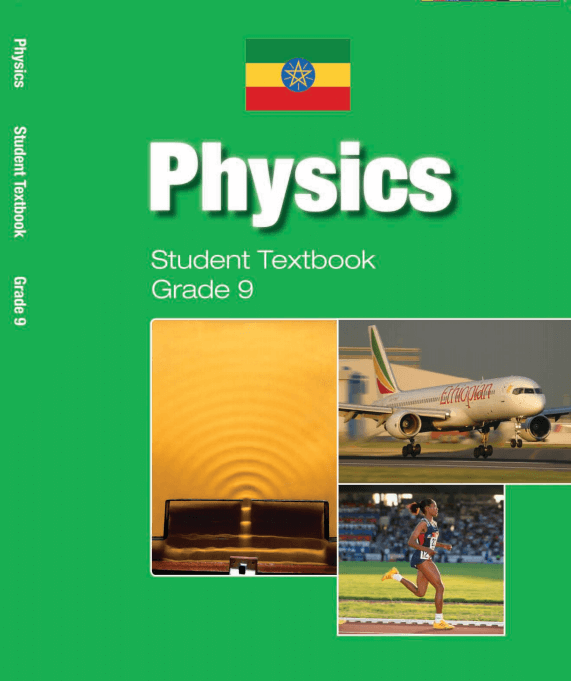 Physics
Student Textbook
Grade 9
Physics
Student Textbook
Grade 9
Ethiopian